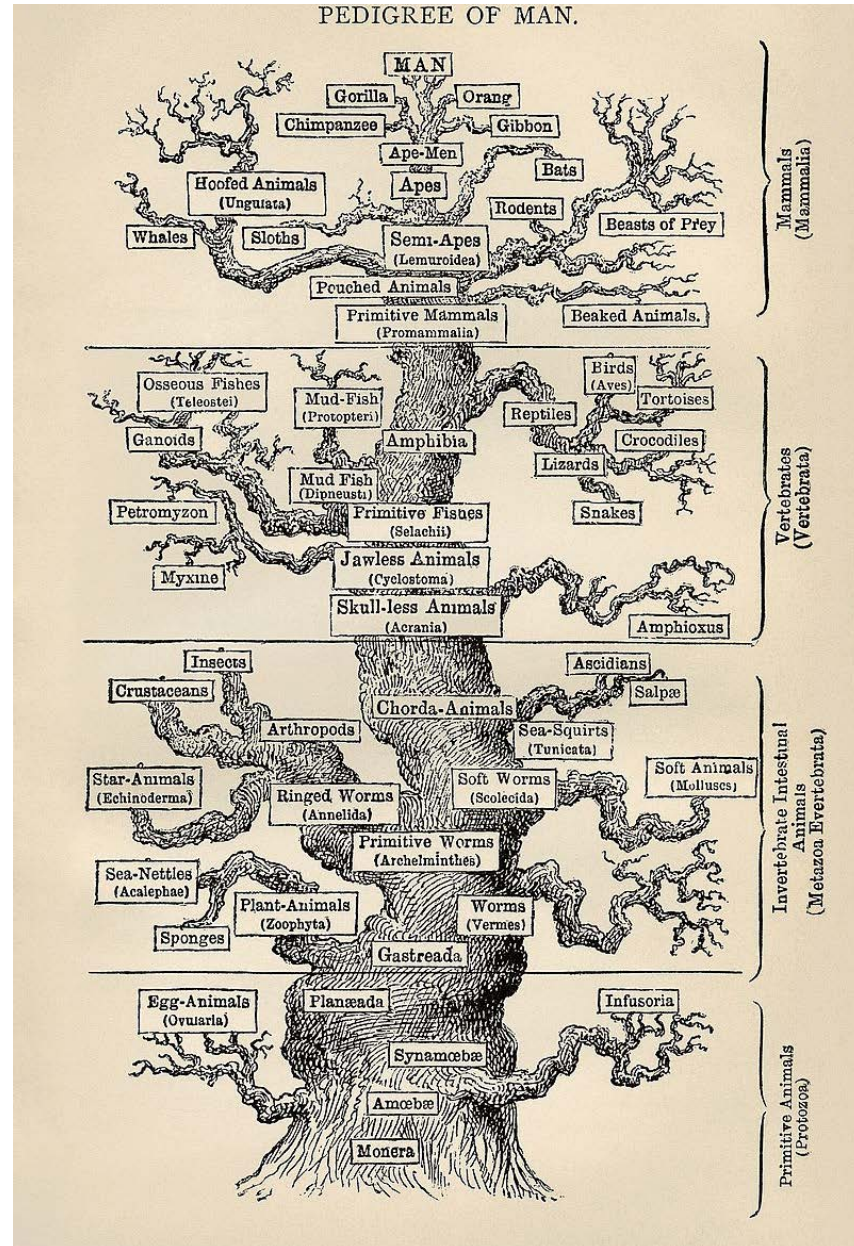 PEDIGREE OF MAN.
MAN
Gorilla
Orang
Chimpanzee
Gibbon
Ape-Men
Bats
Hoofed Animals
(Ungulata)
Apes
Rodents
Beasts of Prey
Whales
Sloths
Semi-Apes
(Lemuroidea)
Pouched Animals
Primitive Mammals
(Promammalia)
Beaked Animals.
Mammals
(Mammalia)
Osseous Fishes
(Teleostei)
Mud-Fish
(Protopteri)
Birds
(Aves)
Tortoises
Reptiles
Ganoids
Amphibia
Crocodiles
Lizards
Mud Fish
(Dipneusti)
Petromyzon
Primitive Fishes
(Selachii)
Snakes
Jawless Animals
(Cyclostoma)
Myxine
Skull-less Animals
(Acrania)
Amphioxus
Vertebrates
(Vertebrata)
Insects
Ascidians
Crustaceans
Salpæ
Chorda-Animals
Arthropods
Sea-Squirts
(Tunicata)
Star-Animals
(Echinoderma)
Ringed Worms
(Annelida)
Soft Worms
(Scolecida)
Soft Animals
(Molluscs)
Primitive Worms
(Archelminthes)
Sea-Nettles
(Acalephae)
Plant-Animals
(Zoophyta)
Worms
(Vermes)
Sponges
Gastreada
Invertebrate Intestinal
Animals
(Metazoa Evertebrata)
Egg-Animals
(Ovularia)
Planæada
Infusoria
Synamœbæ
Amœbæ
Monera
Primitive Animals
(Protozoa)